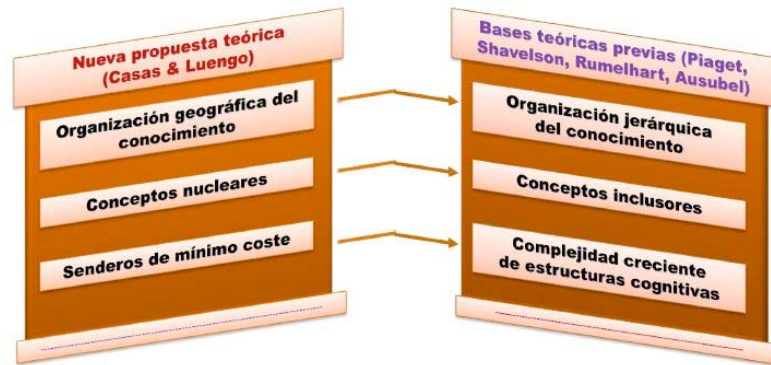 Nueva propuesta teórica
(Casas & Luengo)
Organización geográfica del
conocimiento
Conceptos nucleares
Senderos de mínimo coste
Bases teóricas previas (Piaget,
Shavelson, Rumelhart, Ausubel)
Organización jerárquica
del conocimiento
Conceptos inclusores
Complejidad creciente
de estructuras cognitivas